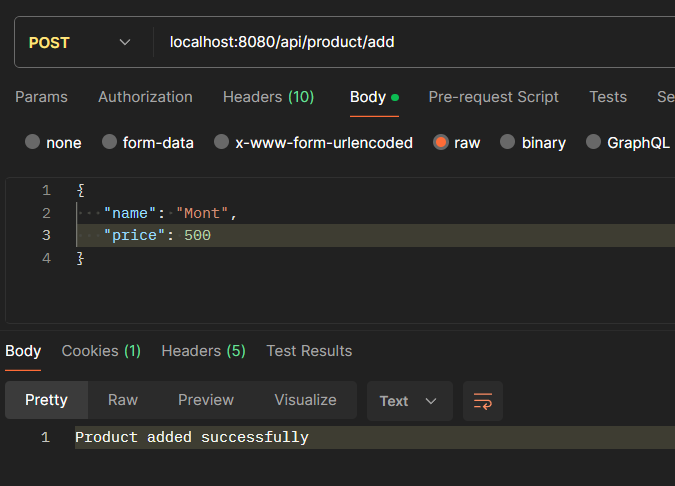 POST localhost:8080/api/product/add
Params Authorization Headers (10) Body Pre-request Script Tests Se
none form-data x-www-form-urlencoded raw binary GraphQL
1 {
2 "name": "Mont",
3 "price": 500
4 }
Body Cookies (1) Headers (5) Test Results
Pretty Raw Preview Visualize Text
1 Product added successfully